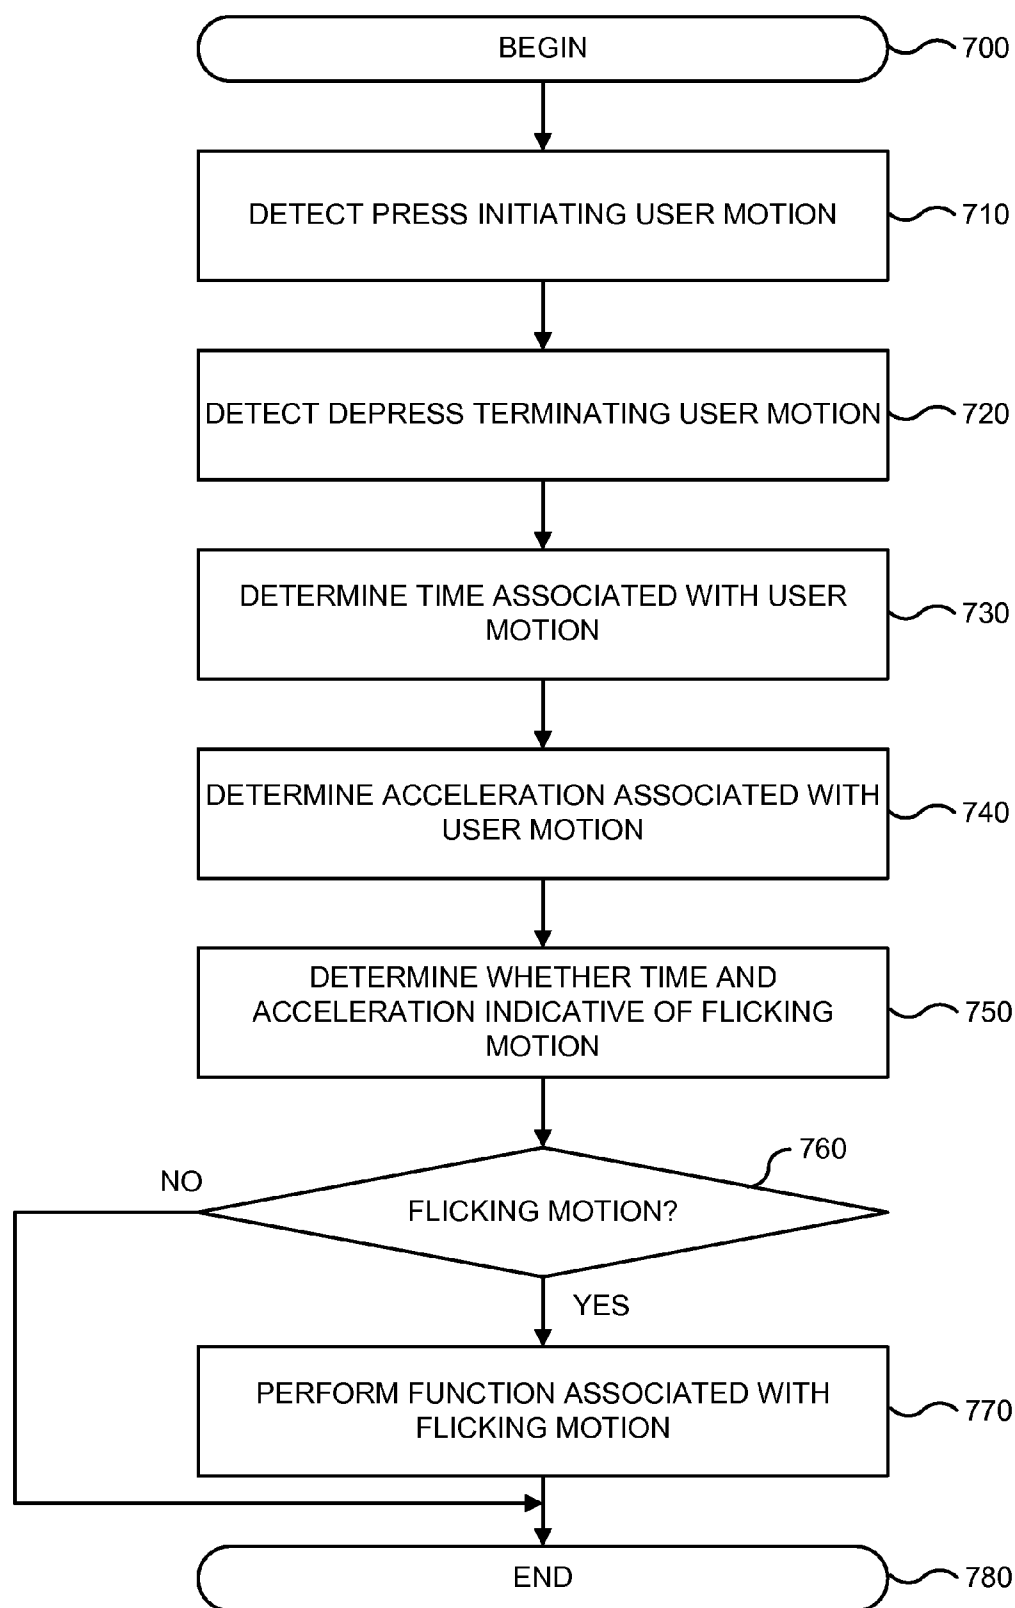 BEGIN
700
DETECT PRESS INITIATING USER MOTION
710
DETECT DEPRESS TERMINATING USER MOTION
720
DETERMINE TIME ASSOCIATED WITH USER
MOTION
730
DETERMINE ACCELERATION ASSOCIATED WITH
USER MOTION
740
DETERMINE WHETHER TIME AND
ACCELERATION INDICATIVE OF FLICKING
MOTION
750
760
NO
FLICKING MOTION?
YES
PERFORM FUNCTION ASSOCIATED WITH
FLICKING MOTION
770
END
780